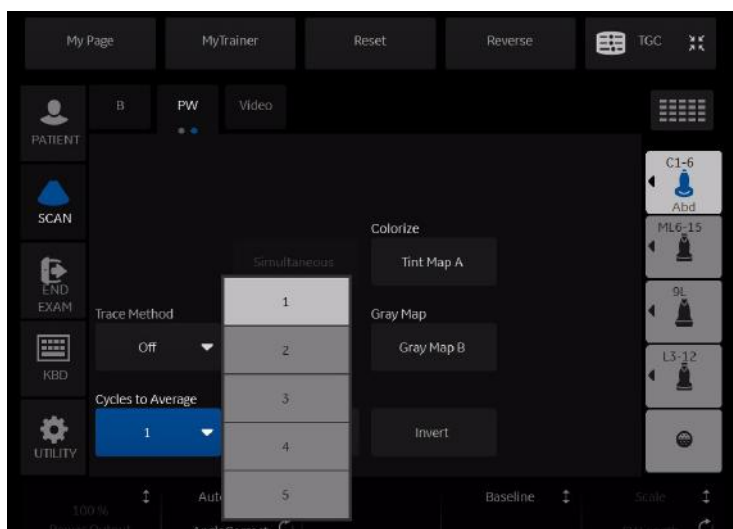 My Page
MyTrainer
Reset
Reverse
TGC
B
PW
Video
PATIENT
SCAN
END
EXAM
KBD
UTILITY
C1-6
Abd
ML6-15
9L
L3-12
Colorize
Simultaneous
Tint Map A
Trace Method
Off
Gray Map
Gray Map B
Cycles to Average
1
Invert
1
2
3
4
5
100 %
Power Output
Baseline
Scale